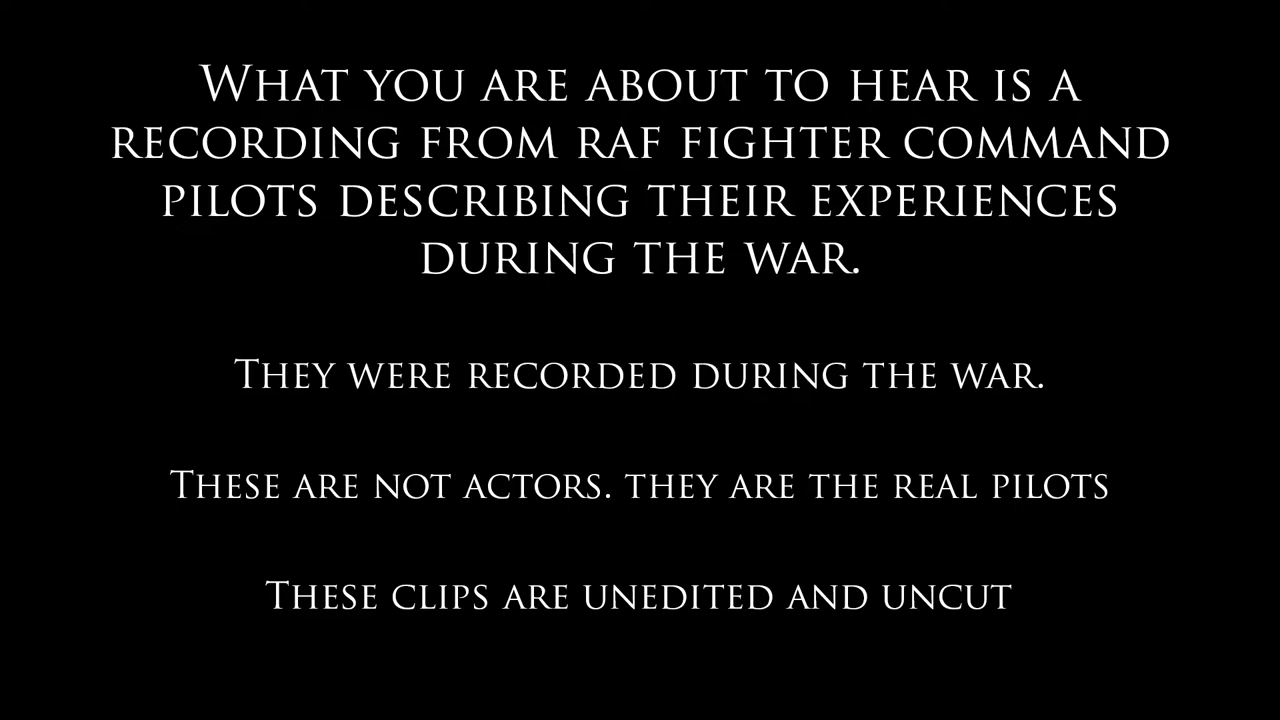 What you are about to hear is a
recording from RAF Fighter Command
pilots describing their experiences
during the war.
They were recorded during the war.
These are not actors. they are the real pilots
These clips are unedited and uncut